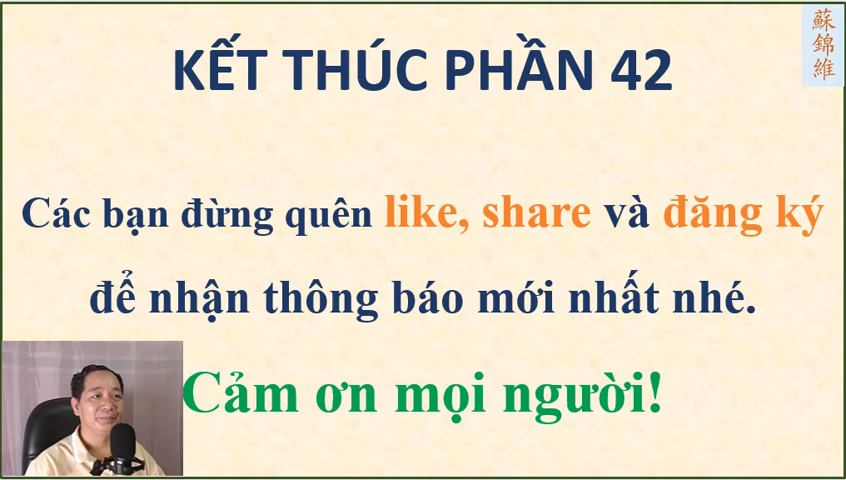 KẾT THÚC PHẦN 42
蘇錦維
Các bạn đừng quên like, share và đăng ký
để nhận thông báo mới nhất nhé.
Cảm ơn mọi người!